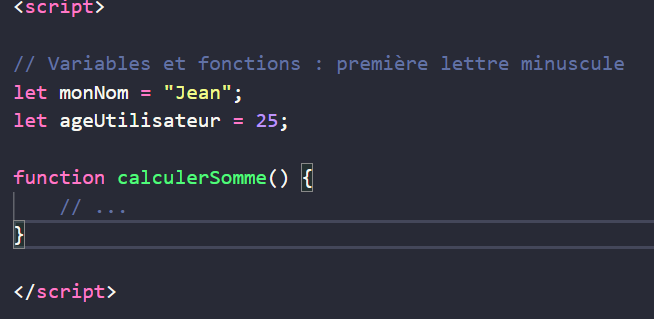 <script>
// Variables et fonctions : première lettre minuscule
let monNom = "Jean";
let ageUtilisateur = 25;
function calculerSomme() {
    // ...
}
</script>